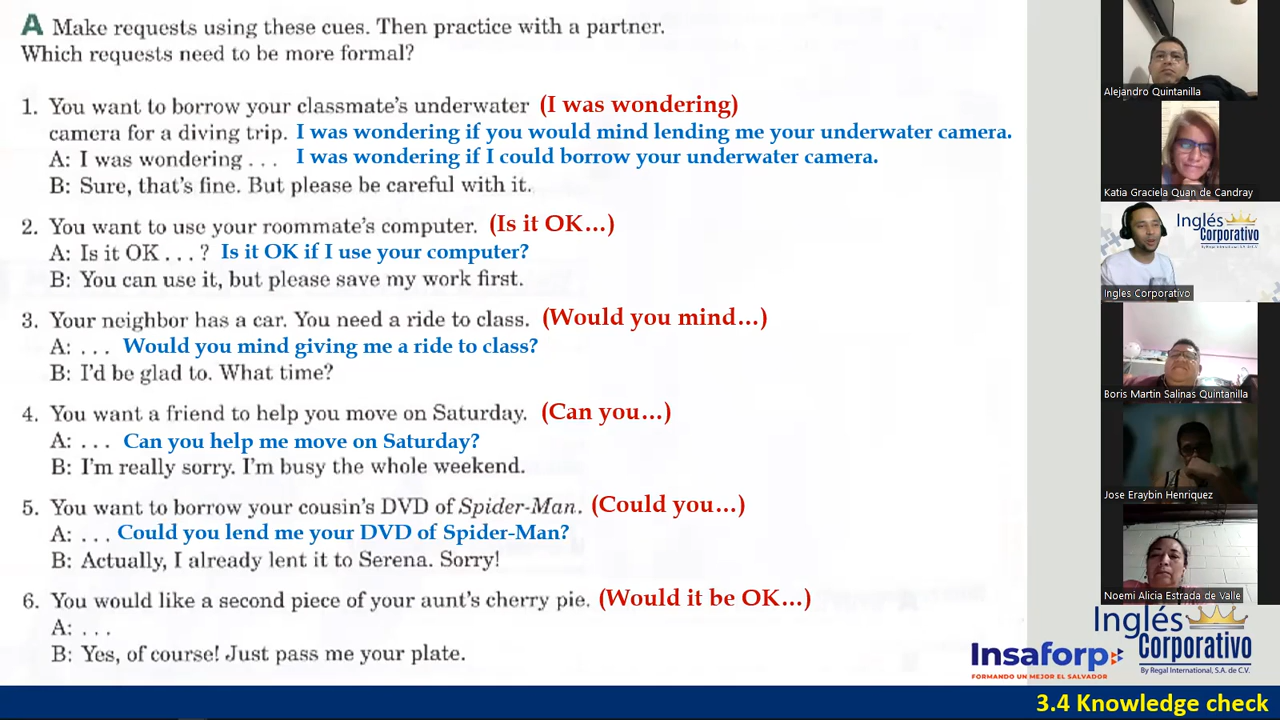 A Make requests using these cues. Then practice with a partner.
Which requests need to be more formal?
1. You want to borrow your classmate's underwater (I was wondering)
camera for a diving trip. I was wondering if you would mind lending me your underwater camera.
A: I was wondering . . . I was wondering if I could borrow your underwater camera.
B: Sure, that's fine. But please be careful with it.
2. You want to use your roommate's computer. (Is it OK…)
A: Is it OK . . . ? Is it OK if I use your computer?
B: You can use it, but please save my work first.
3. Your neighbor has a car. You need a ride to class. (Would you mind…)
A: . . . Would you mind giving me a ride to class?
B: I'd be glad to. What time?
4. You want a friend to help you move on Saturday. (Can you…)
A: . . . Can you help me move on Saturday?
B: I'm really sorry. I'm busy the whole weekend.
5. You want to borrow your cousin's DVD of Spider-Man. (Could you…)
A: . . . Could you lend me your DVD of Spider-Man?
B: Actually, I already lent it to Serena. Sorry!
6. You would like a second piece of your aunt's cherry pie. (Would it be OK…)
A: . . .
B: Yes, of course! Just pass me your plate.
Alejandro Quintanilla
Katia Graciela Quan de Candray
Inglés
Corporativo
Ingles Corporativo
Boris Martin Salinas Quintanilla
Jose Eraybin Henriquez
Noemi Alicia Estrada de Valle
Insaforp
FORMANDO UN MEJOR EL SALVADOR
Inglés
Corporativo
By Regal International, S.A. de C.V.
3.4 Knowledge check